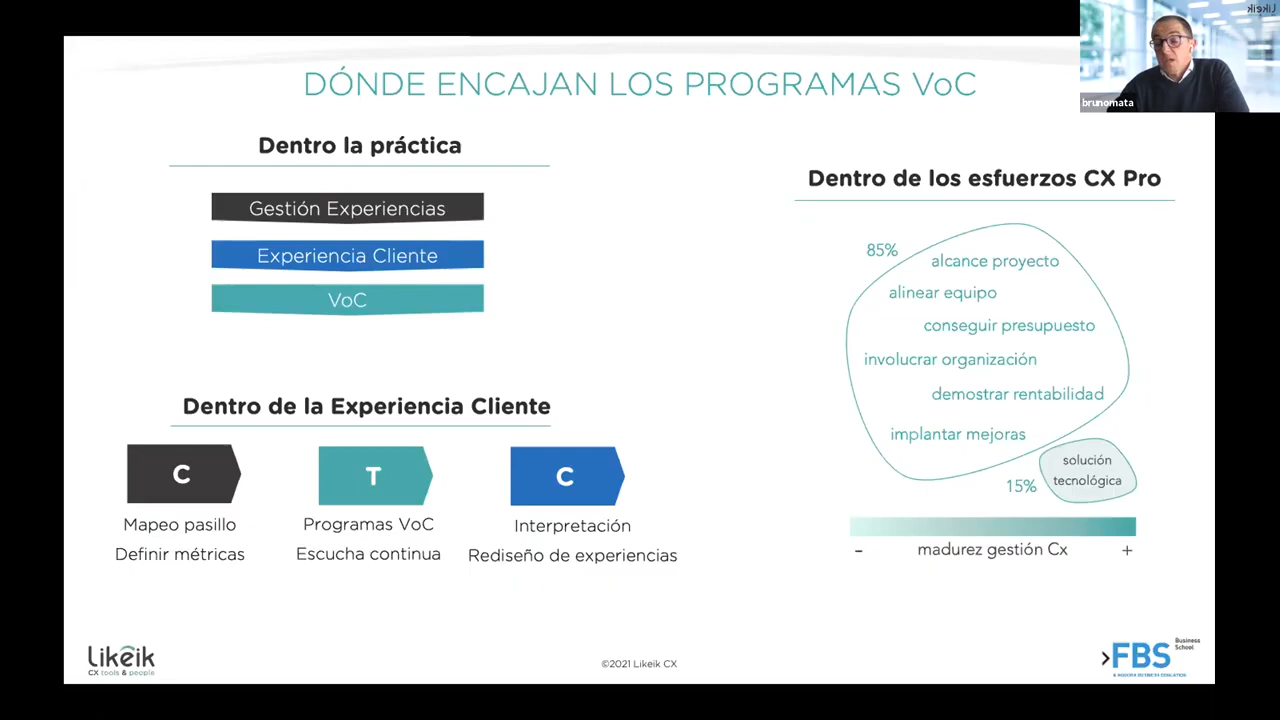 DÓNDE ENCAJAN LOS PROGRAMAS VoC
Likeik
brunomata
Dentro la práctica
Gestión Experiencias
Experiencia Cliente
VoC
Dentro de la Experiencia Cliente
C
T
C
Mapeo pasillo
Programas VoC
Interpretación
Definir métricas
Escucha continua
Rediseño de experiencias
Dentro de los esfuerzos CX Pro
85%
alcance proyecto
alinear equipo
conseguir presupuesto
involucrar organización
demostrar rentabilidad
implantar mejoras
solución
tecnológica
15%
- madurez gestión Cx +
Likeik
CX tools & people
©2021 Likeik CX
FBS
Business
School